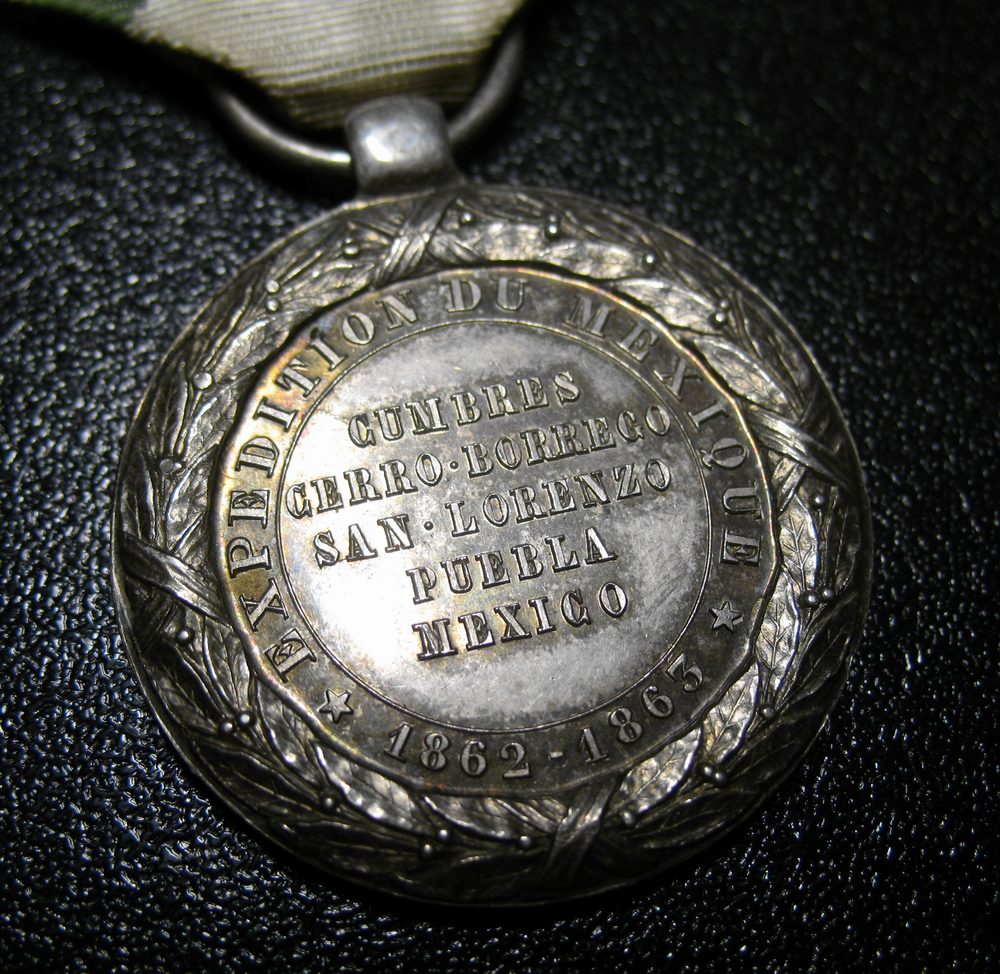 EXPEDITION DU MEXIQUE
CUMBRES
CERRO·BORREGO
SAN·LORENZO
PUEBLA
MEXICO
1862-1863